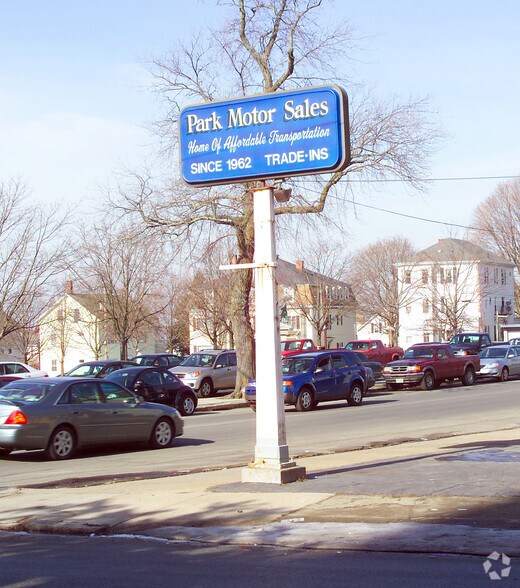 Park Motor Sales
Home Of Affordable Transportation
SINCE 1962 TRADE-INS